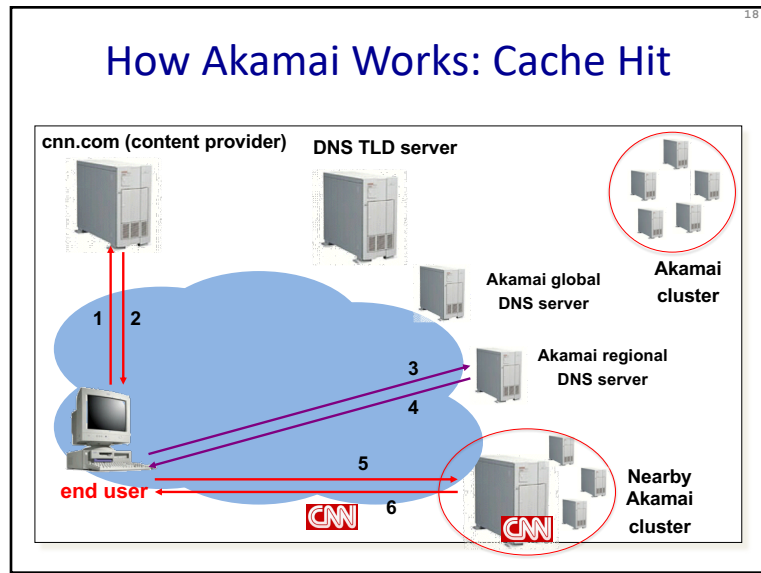 18
How Akamai Works: Cache Hit
cnn.com (content provider)
DNS TLD server
Akamai
cluster
Akamai global
DNS server
1
2
Akamai regional
DNS server
3
4
end user
5
6
CNN
CNN
Nearby
Akamai
cluster